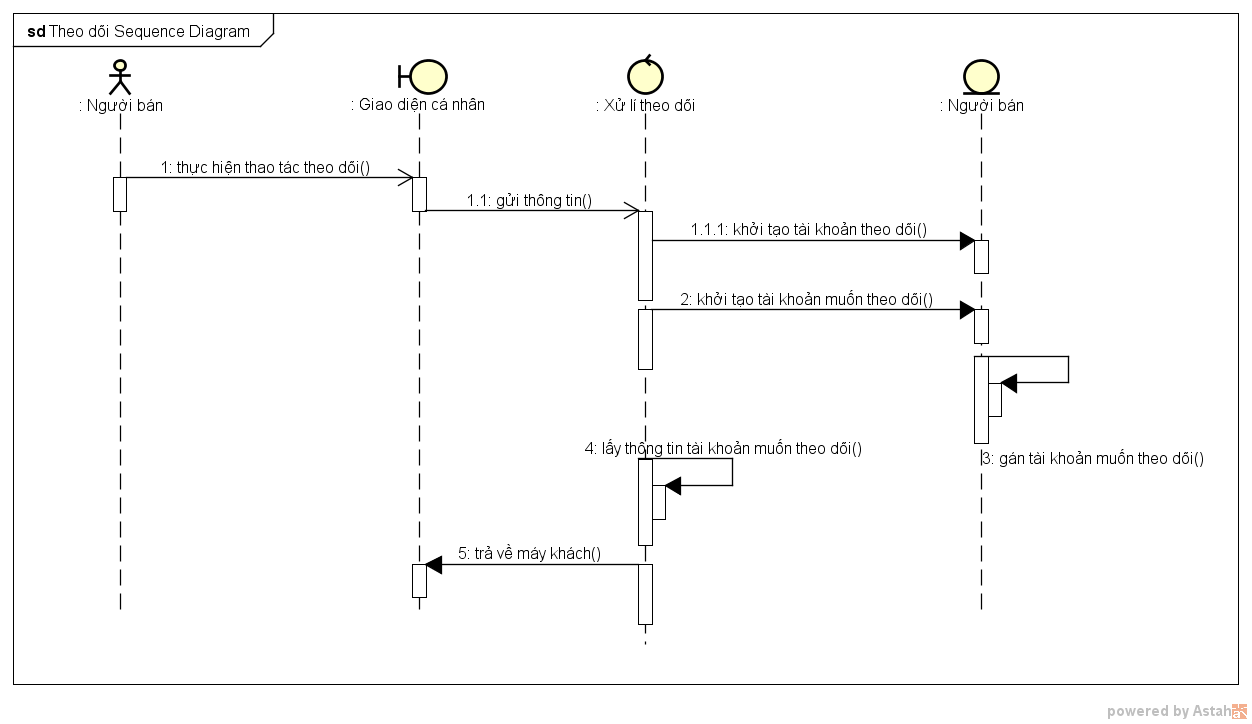 sd Theo dõi Sequence Diagram
: Người bán
: Giao diện cá nhân
: Xử lí theo dõi
: Người bán
1: thực hiện thao tác theo dõi()
1.1: gửi thông tin()
1.1.1: khởi tạo tài khoản theo dõi()
2: khởi tạo tài khoản muốn theo dõi()
4: lấy thông tin tài khoản muốn theo dõi()
3: gán tài khoản muốn theo dõi()
5: trả về máy khách()
powered by Astah